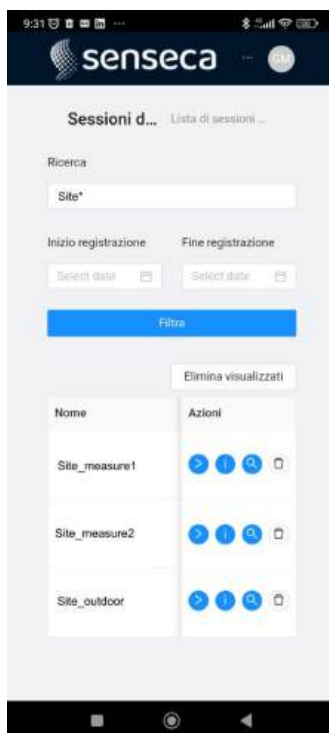 9:31
senseca
GM
Sessioni d... Lista di sessioni ...
Ricerca
Site*
Inizio registrazione Fine registrazione
Select date Select date
Filtra
Elimina visualizzati
Nome Azioni
Site_measure1
Site_measure2
Site_outdoor